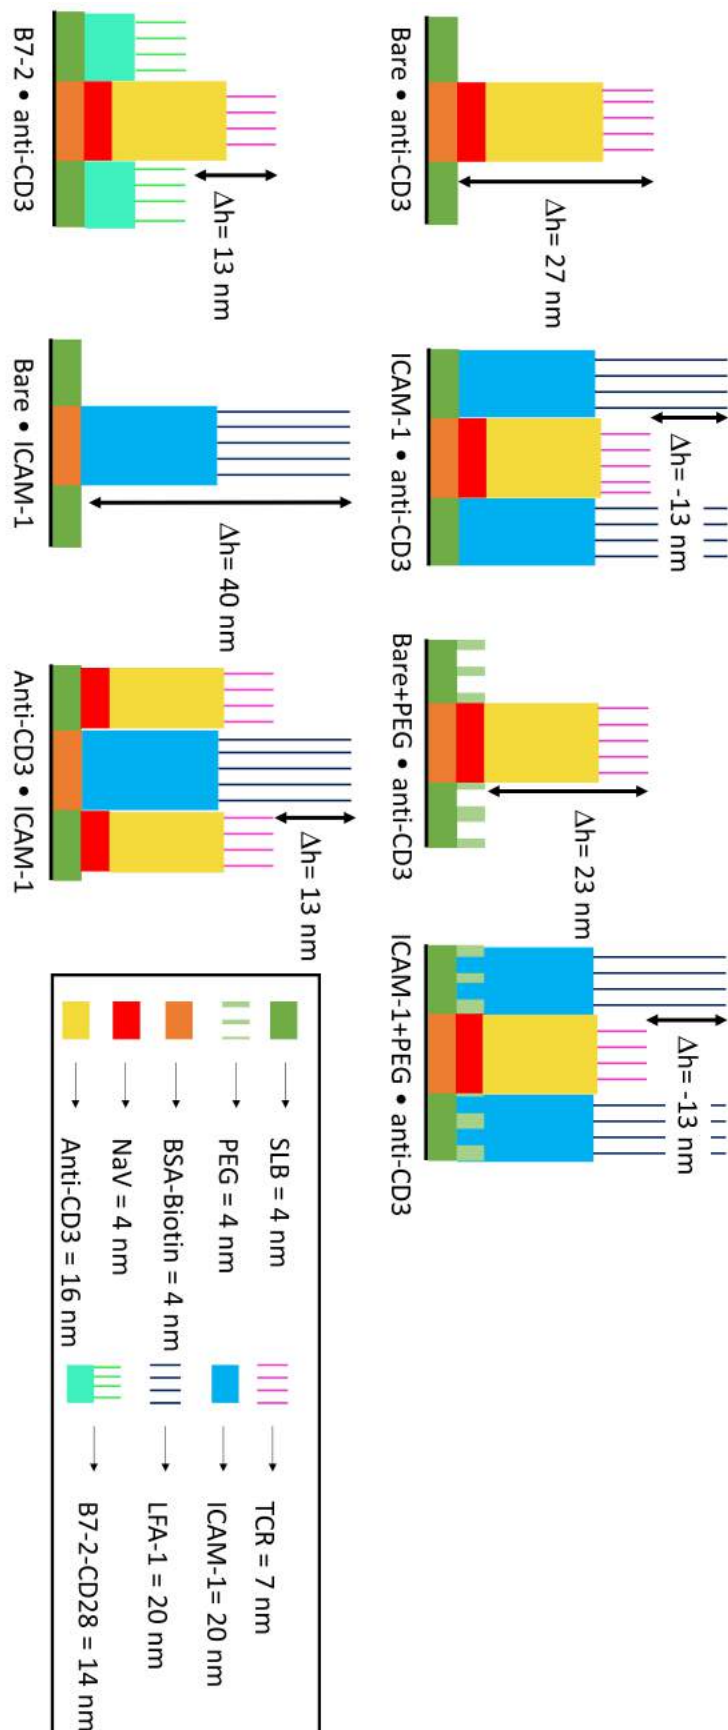 Δh= 27 nm
Bare • anti-CD3
Δh= -13 nm
ICAM-1 • anti-CD3
Δh= 23 nm
Bare+PEG • anti-CD3
Δh= -13 nm
ICAM-1+PEG • anti-CD3
Δh= 13 nm
B7-2 • anti-CD3
Δh= 40 nm
Bare • ICAM-1
Δh= 13 nm
Anti-CD3 • ICAM-1
SLB = 4 nm
PEG = 4 nm
BSA-Biotin = 4 nm
NaV = 4 nm
Anti-CD3 = 16 nm
TCR = 7 nm
ICAM-1= 20 nm
LFA-1 = 20 nm
B7-2-CD28 = 14 nm